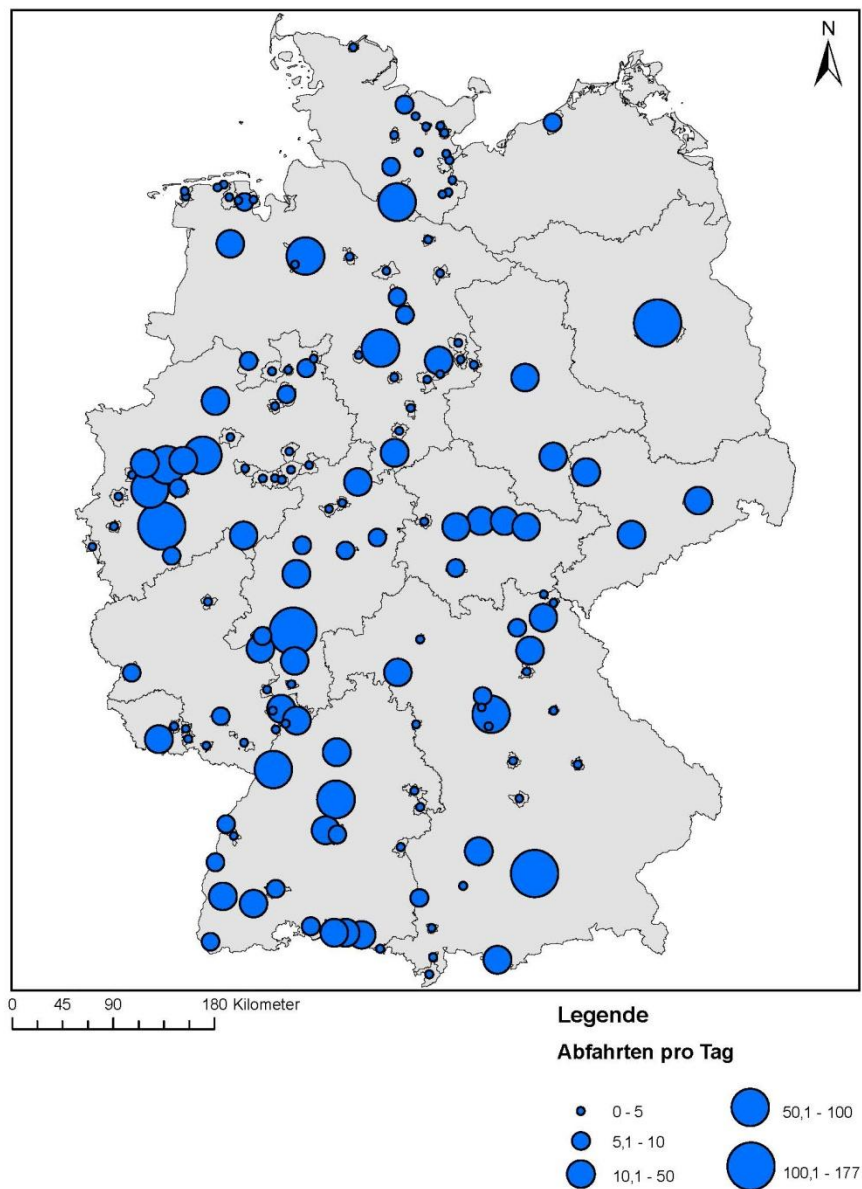 N
0 45 90 180 Kilometer
Legende
Abfahrten pro Tag
0 - 5
5,1 - 10
10,1 - 50
50,1 - 100
100,1 - 177